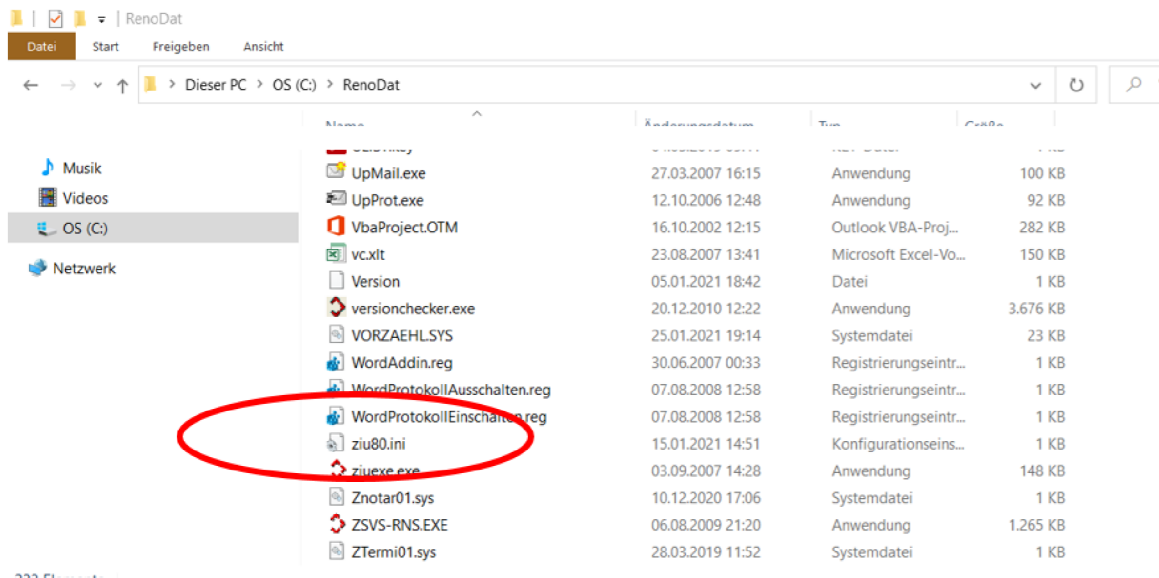 RenoDat
Datei Start Freigeben Ansicht
Dieser PC > OS (C:) > RenoDat
Name Änderungsdatum Typ Größe
Musik
Videos
OS (C:)
Netzwerk
UpMail.exe 27.03.2007 16:15 Anwendung 100 KB
UpProt.exe 12.10.2006 12:48 Anwendung 92 KB
VbaProject.OTM 16.10.2002 12:15 Outlook VBA-Proj... 282 KB
vc.xlt 23.08.2007 13:41 Microsoft Excel-Vo... 150 KB
Version 05.01.2021 18:42 Datei 1 KB
versionchecker.exe 20.12.2010 12:22 Anwendung 3.676 KB
VORZAEHL.SYS 25.01.2021 19:14 Systemdatei 23 KB
WordAddin.reg 30.06.2007 00:33 Registrierungseintr... 1 KB
WordProtokollAusschalten.reg 07.08.2008 12:58 Registrierungseintr... 1 KB
WordProtokollEinschalten.reg 07.08.2008 12:58 Registrierungseintr... 1 KB
ziu80.ini 15.01.2021 14:51 Konfigurationseins... 1 KB
ziuexe.exe 03.09.2007 14:28 Anwendung 148 KB
Znotar01.sys 10.12.2020 17:06 Systemdatei 1 KB
ZSVS-RNS.EXE 06.08.2009 21:20 Anwendung 1.265 KB
ZTermi01.sys 28.03.2019 11:52 Systemdatei 1 KB